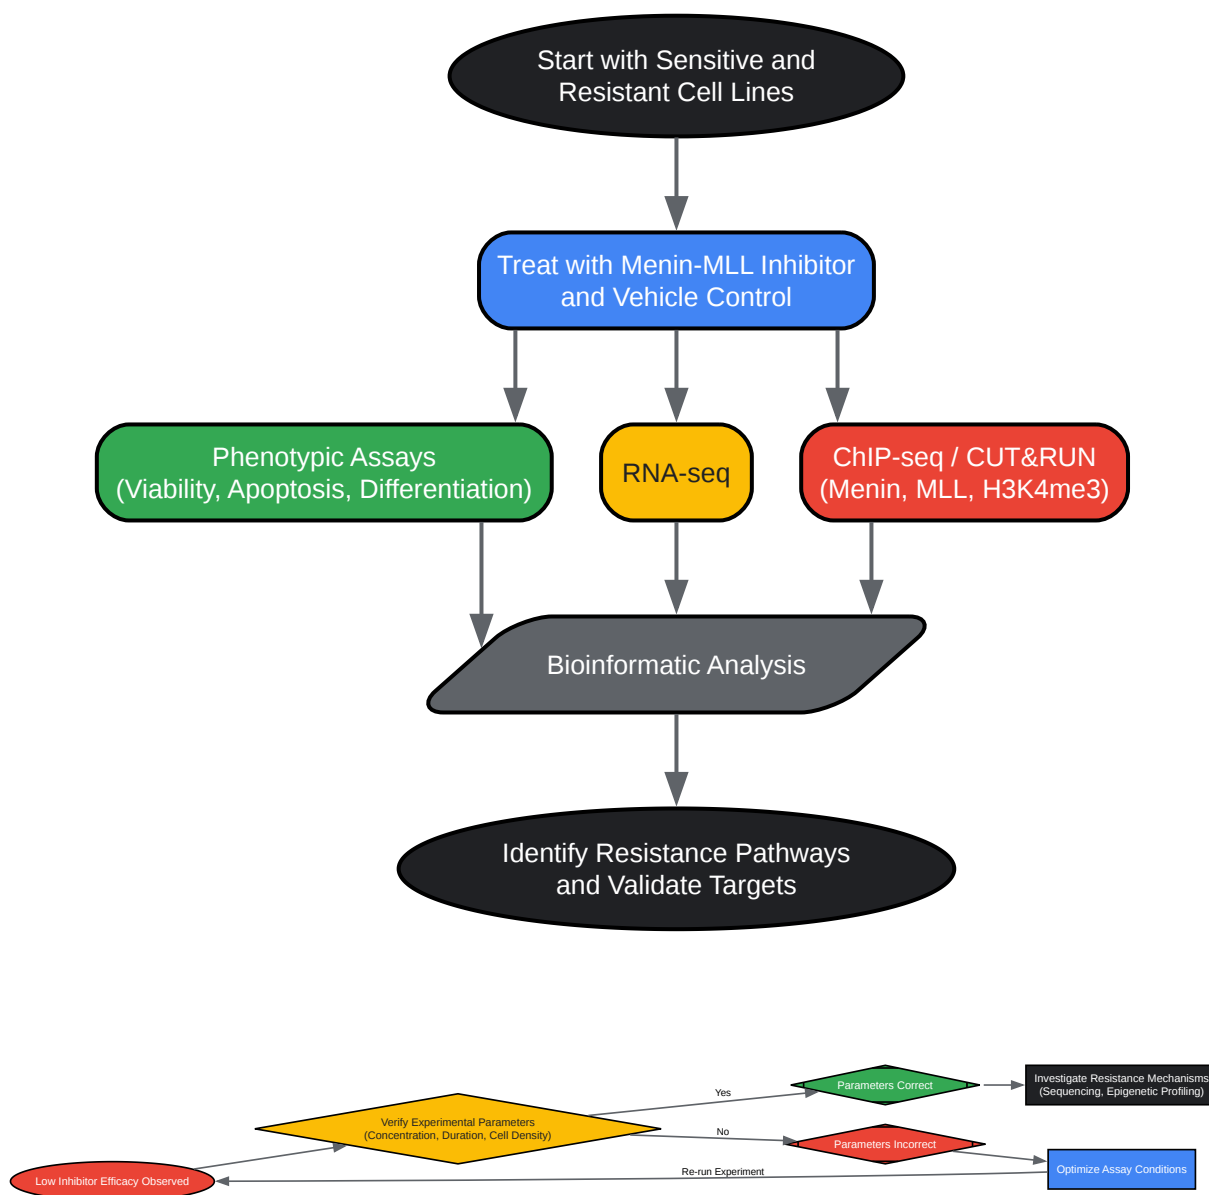 Start with Sensitive and
Resistant Cell Lines
Treat with Menin-MLL Inhibitor
and Vehicle Control
Phenotypic Assays
(Viability, Apoptosis, Differentiation)
RNA-seq
ChIP-seq / CUT&RUN
(Menin, MLL, H3K4me3)
Bioinformatic Analysis
Identify Resistance Pathways
and Validate Targets
Low Inhibitor Efficacy Observed
Verify Experimental Parameters
(Concentration, Duration, Cell Density)
Yes
Parameters Correct
Investigate Resistance Mechanisms
(Sequencing, Epigenetic Profiling)
No
Parameters Incorrect
Optimize Assay Conditions
Re-run Experiment